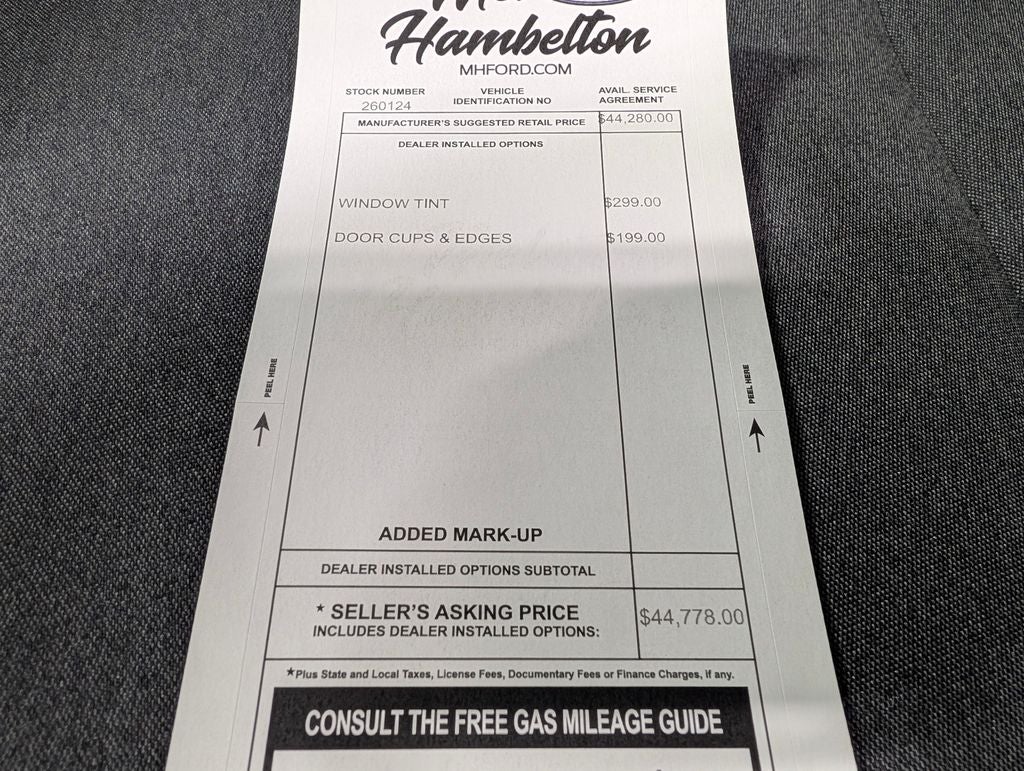 Hambelton
MHFORD.COM
STOCK NUMBER
260124
VEHICLE
IDENTIFICATION NO
AVAIL. SERVICE
AGREEMENT
MANUFACTURER'S SUGGESTED RETAIL PRICE $44,280.00
DEALER INSTALLED OPTIONS
WINDOW TINT $299.00
DOOR CUPS & EDGES $199.00
PEEL HERE
PEEL HERE
ADDED MARK-UP
DEALER INSTALLED OPTIONS SUBTOTAL
* SELLER'S ASKING PRICE
INCLUDES DEALER INSTALLED OPTIONS:
$44,778.00
*Plus State and Local Taxes, License Fees, Documentary Fees or Finance Charges, if any.
CONSULT THE FREE GAS MILEAGE GUIDE